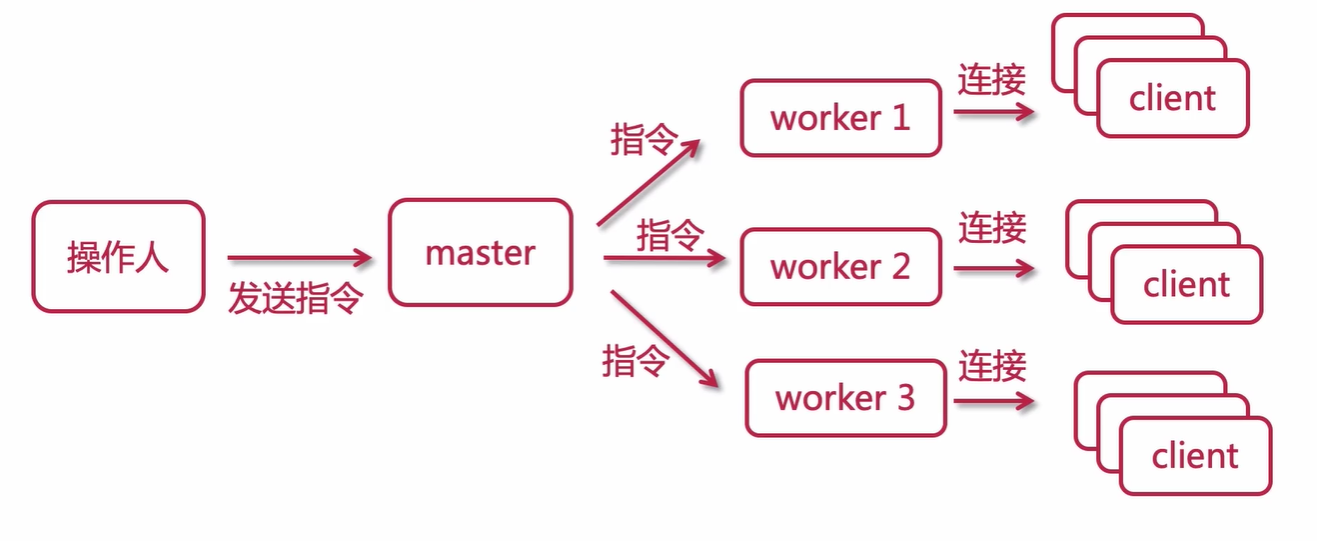 操作人
发送指令
master
指令
指令
指令
worker 1
连接
client
worker 2
连接
client
worker 3
连接
client